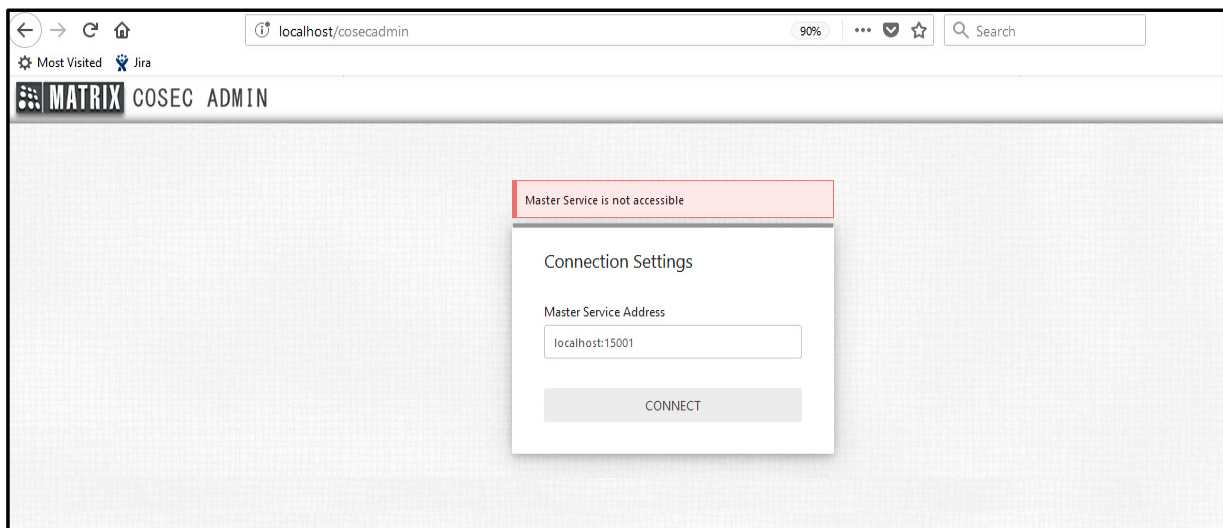 localhost/cosecadmin
90%
Search
Most Visited Jira
MATRIX COSEC ADMIN
Master Service is not accessible
Connection Settings
Master Service Address
localhost:15001
CONNECT